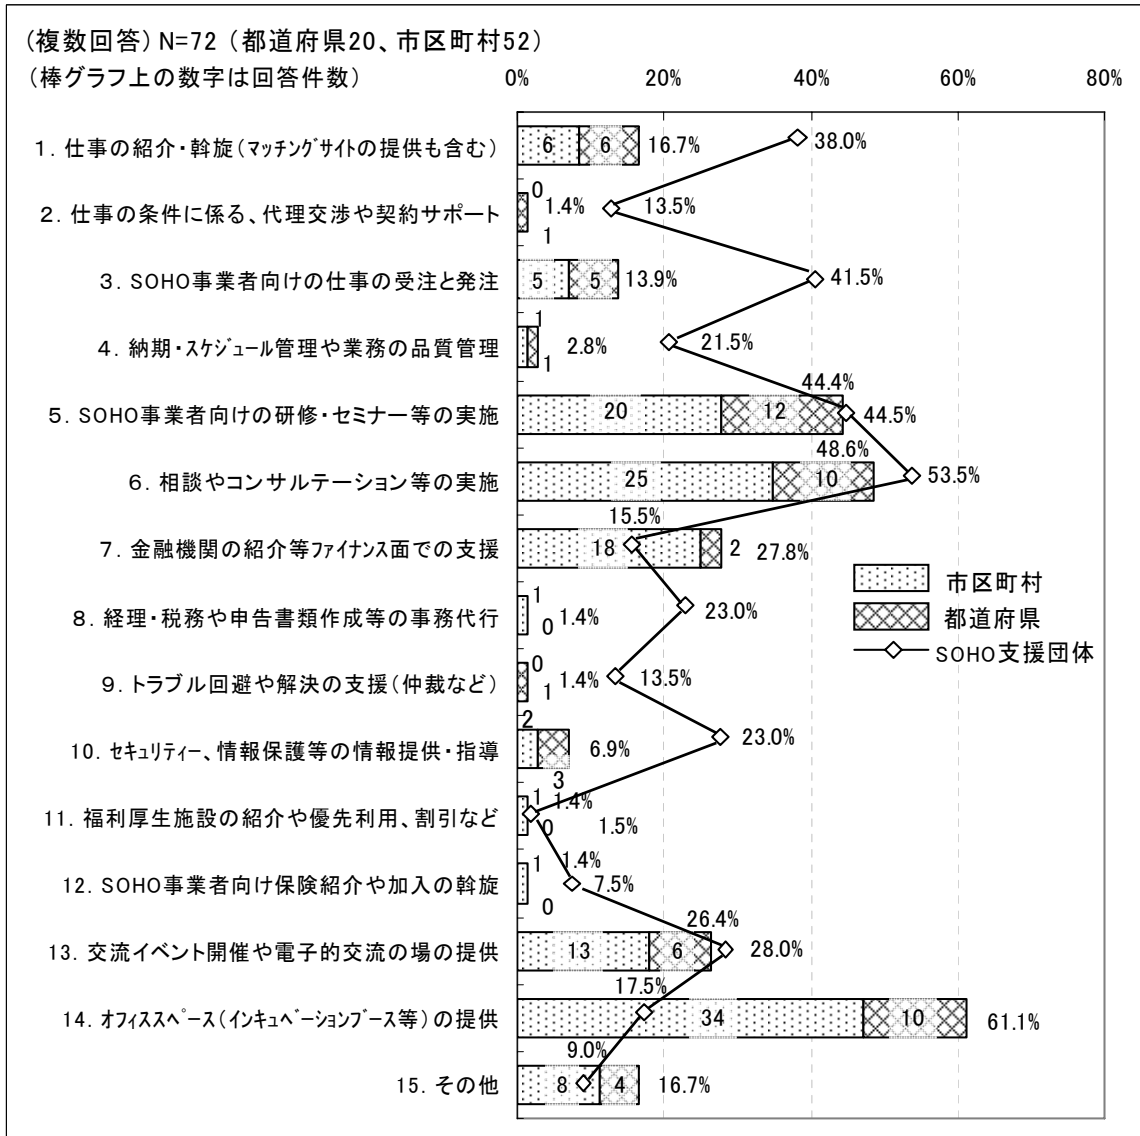 (複数回答) N=72 (都道府県20、市区町村52)
(棒グラフ上の数字は回答件数)
0% 20% 40% 60% 80%
1. 仕事の紹介・斡旋(マッチングサイトの提供も含む) 6 6 16.7% 38.0%
2. 仕事の条件に係る、代理交渉や契約サポート 0 1 1.4% 13.5%
3. SOHO事業者向けの仕事の受注と発注 5 5 13.9% 41.5%
4. 納期・スケジュール管理や業務の品質管理 1 1 2.8% 21.5%
5. SOHO事業者向けの研修・セミナー等の実施 20 12 44.4% 44.5%
6. 相談やコンサルテーション等の実施 25 10 48.6% 53.5%
7. 金融機関の紹介等ファイナンス面での支援 18 2 27.8% 15.5%
8. 経理・税務や申告書類作成等の事務代行 1 0 1.4% 23.0%
9. トラブル回避や解決の支援(仲裁など) 0 1 1.4% 13.5%
10. セキュリティー、情報保護等の情報提供・指導 2 3 6.9% 23.0%
11. 福利厚生施設の紹介や優先利用、割引など 1 0 1.4% 1.5%
12. SOHO事業者向け保険紹介や加入の斡旋 1 0 1.4% 7.5%
13. 交流イベント開催や電子的交流の場の提供 13 6 26.4% 28.0%
14. オフィススペース(インキュベーションブース等)の提供 34 10 61.1% 17.5%
15. その他 8 4 16.7% 9.0%
市区町村
都道府県
SOHO支援団体